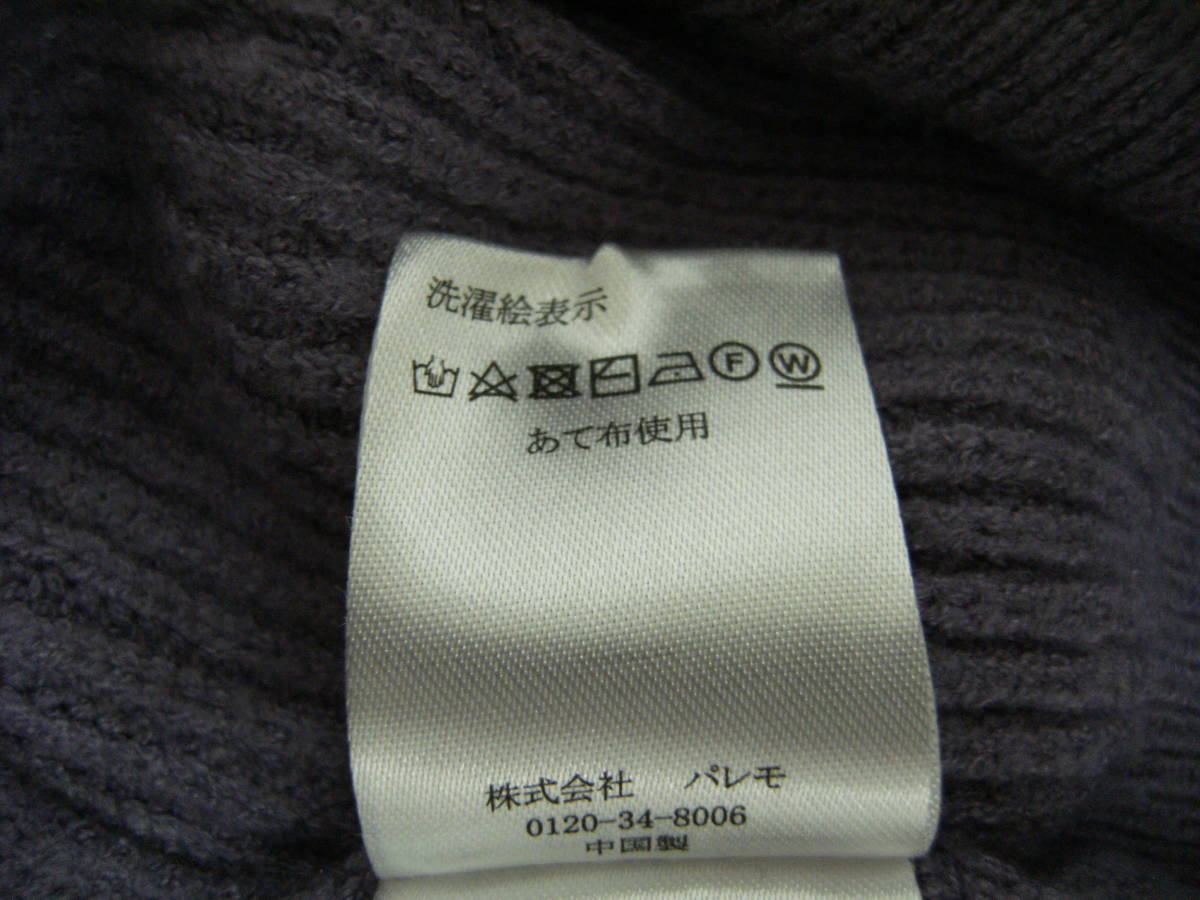 洗濯絵表示
F W
あて布使用
株式会社 パレモ
0120-34-8006
中国製